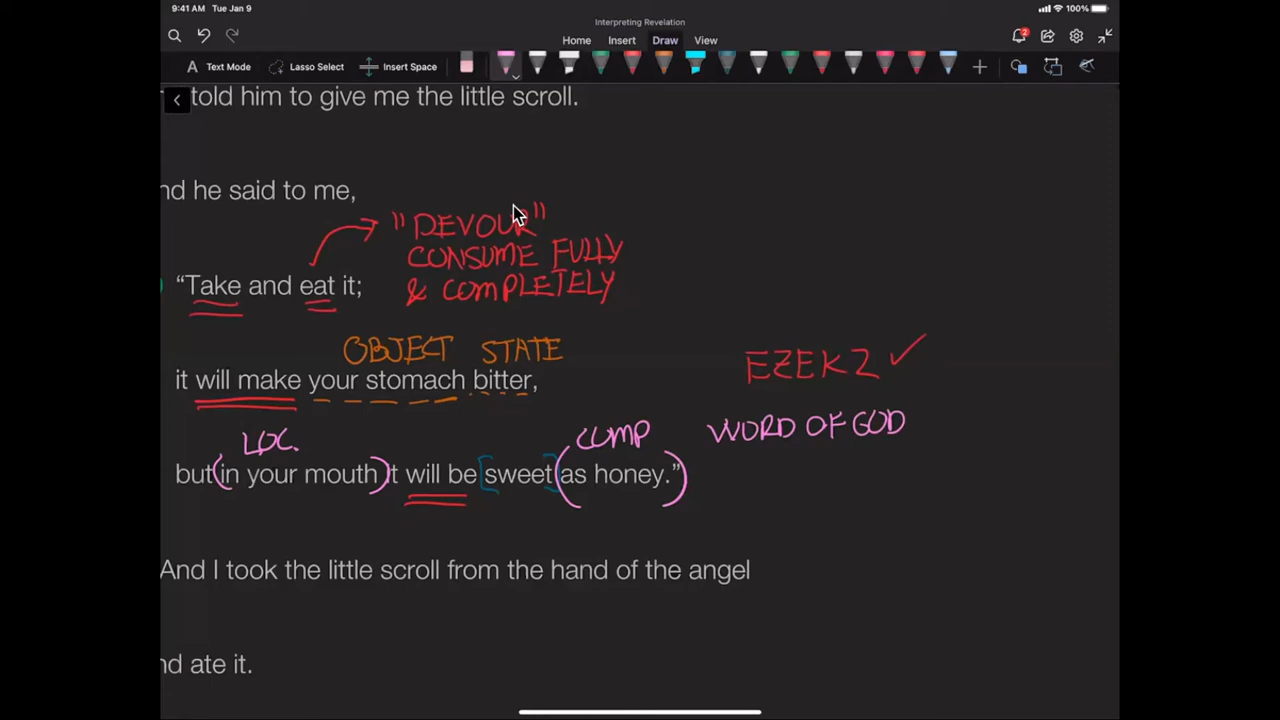 9:41 AM Tue Jan 9
100%
Interpreting Revelation
Home Insert Draw View
2
Text Mode Lasso Select Insert Space
told him to give me the little scroll.
nd he said to me,
"DEVOUR"
CONSUME FULLY
& COMPLETELY
“Take and eat it;
OBJECT STATE
it will make your stomach bitter,
EZEK 2 ✓
LOC.
COMP
WORD OF GOD
but (in your mouth) it will be [sweet] (as honey.”)
And I took the little scroll from the hand of the angel
nd ate it.